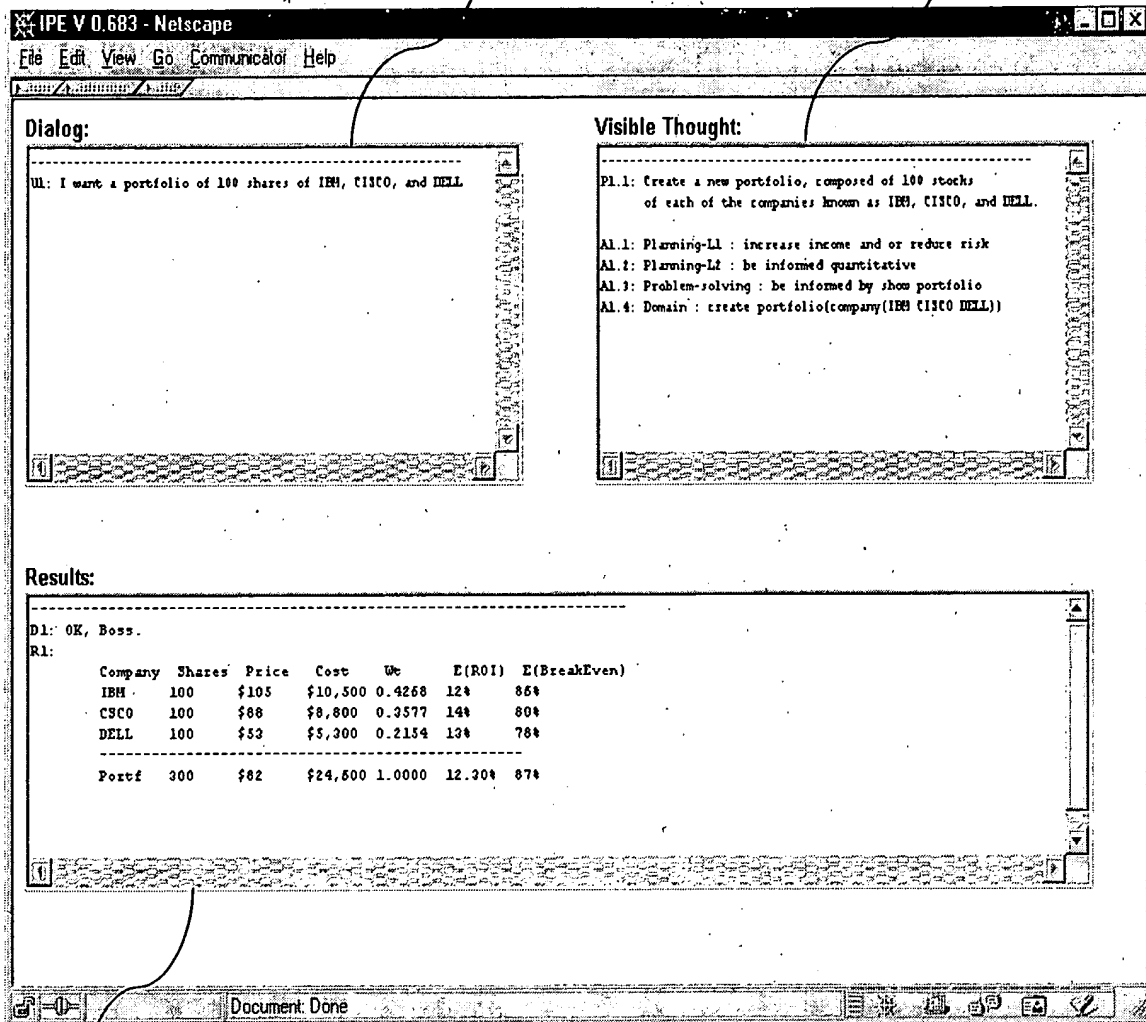 IPE V 0.683 - Netscape
File Edit View Go Communicator Help
Dialog:
U1: I want a portfolio of 100 shares of IBM, CISCO, and DELL
Visible Thought:
P1.1: Create a new portfolio, composed of 100 stocks
of each of the companies known as IBM, CISCO, and DELL.
A1.1: Planning-L1 : increase income and or reduce risk
A1.2: Planning-L2 : be informed quantitative
A1.3: Problem-solving : be informed by show portfolio
A1.4: Domain : create portfolio(company(IBM CISCO DELL))
Results:
D1: OK, Boss.
R1:
Company Shares Price Cost Wt E(ROI) E(BreakEven)
IBM 100 $105 $10,500 0.4268 12% 86%
CSCO 100 $88 $8,800 0.3577 14% 80%
DELL 100 $53 $5,300 0.2154 13% 78%
Portf 300 $82 $24,600 1.0000 12.30% 87%
Document: Done